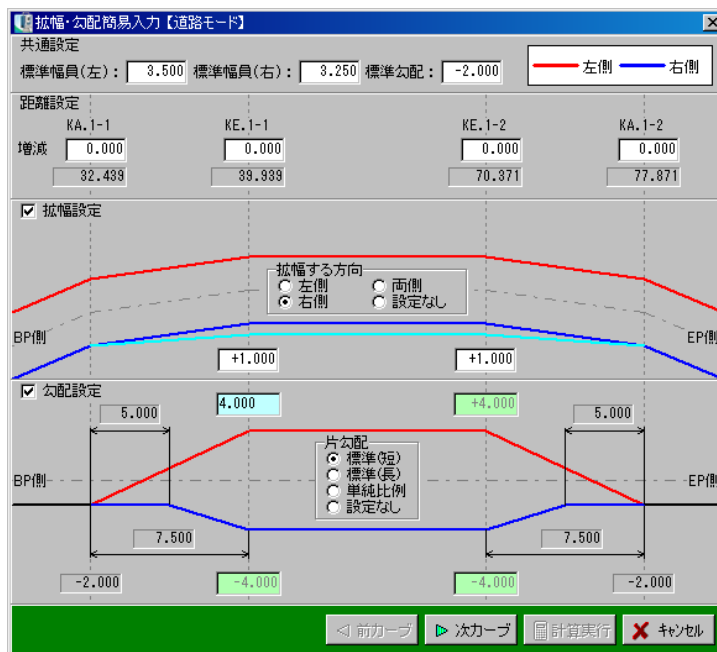 拡幅・勾配簡易入力【道路モード】
共通設定
標準幅員(左): 3.500 標準幅員(右): 3.250 標準勾配: -2.000
左側 右側
距離設定
KA.1-1 KE.1-1 KE.1-2 KA.1-2
増減 0.000 0.000 0.000 0.000
32.439 39.939 70.371 77.871
拡幅設定
拡幅する方向
左側 両側
右側 設定なし
BP側 EP側
+1.000 +1.000
勾配設定
4.000 +4.000
5.000 5.000
片勾配
標準(短)
標準(長)
単純比例
設定なし
BP側 EP側
7.500 7.500
-2.000 -4.000 -4.000 -2.000
前カーブ 次カーブ 計算実行 キャンセル